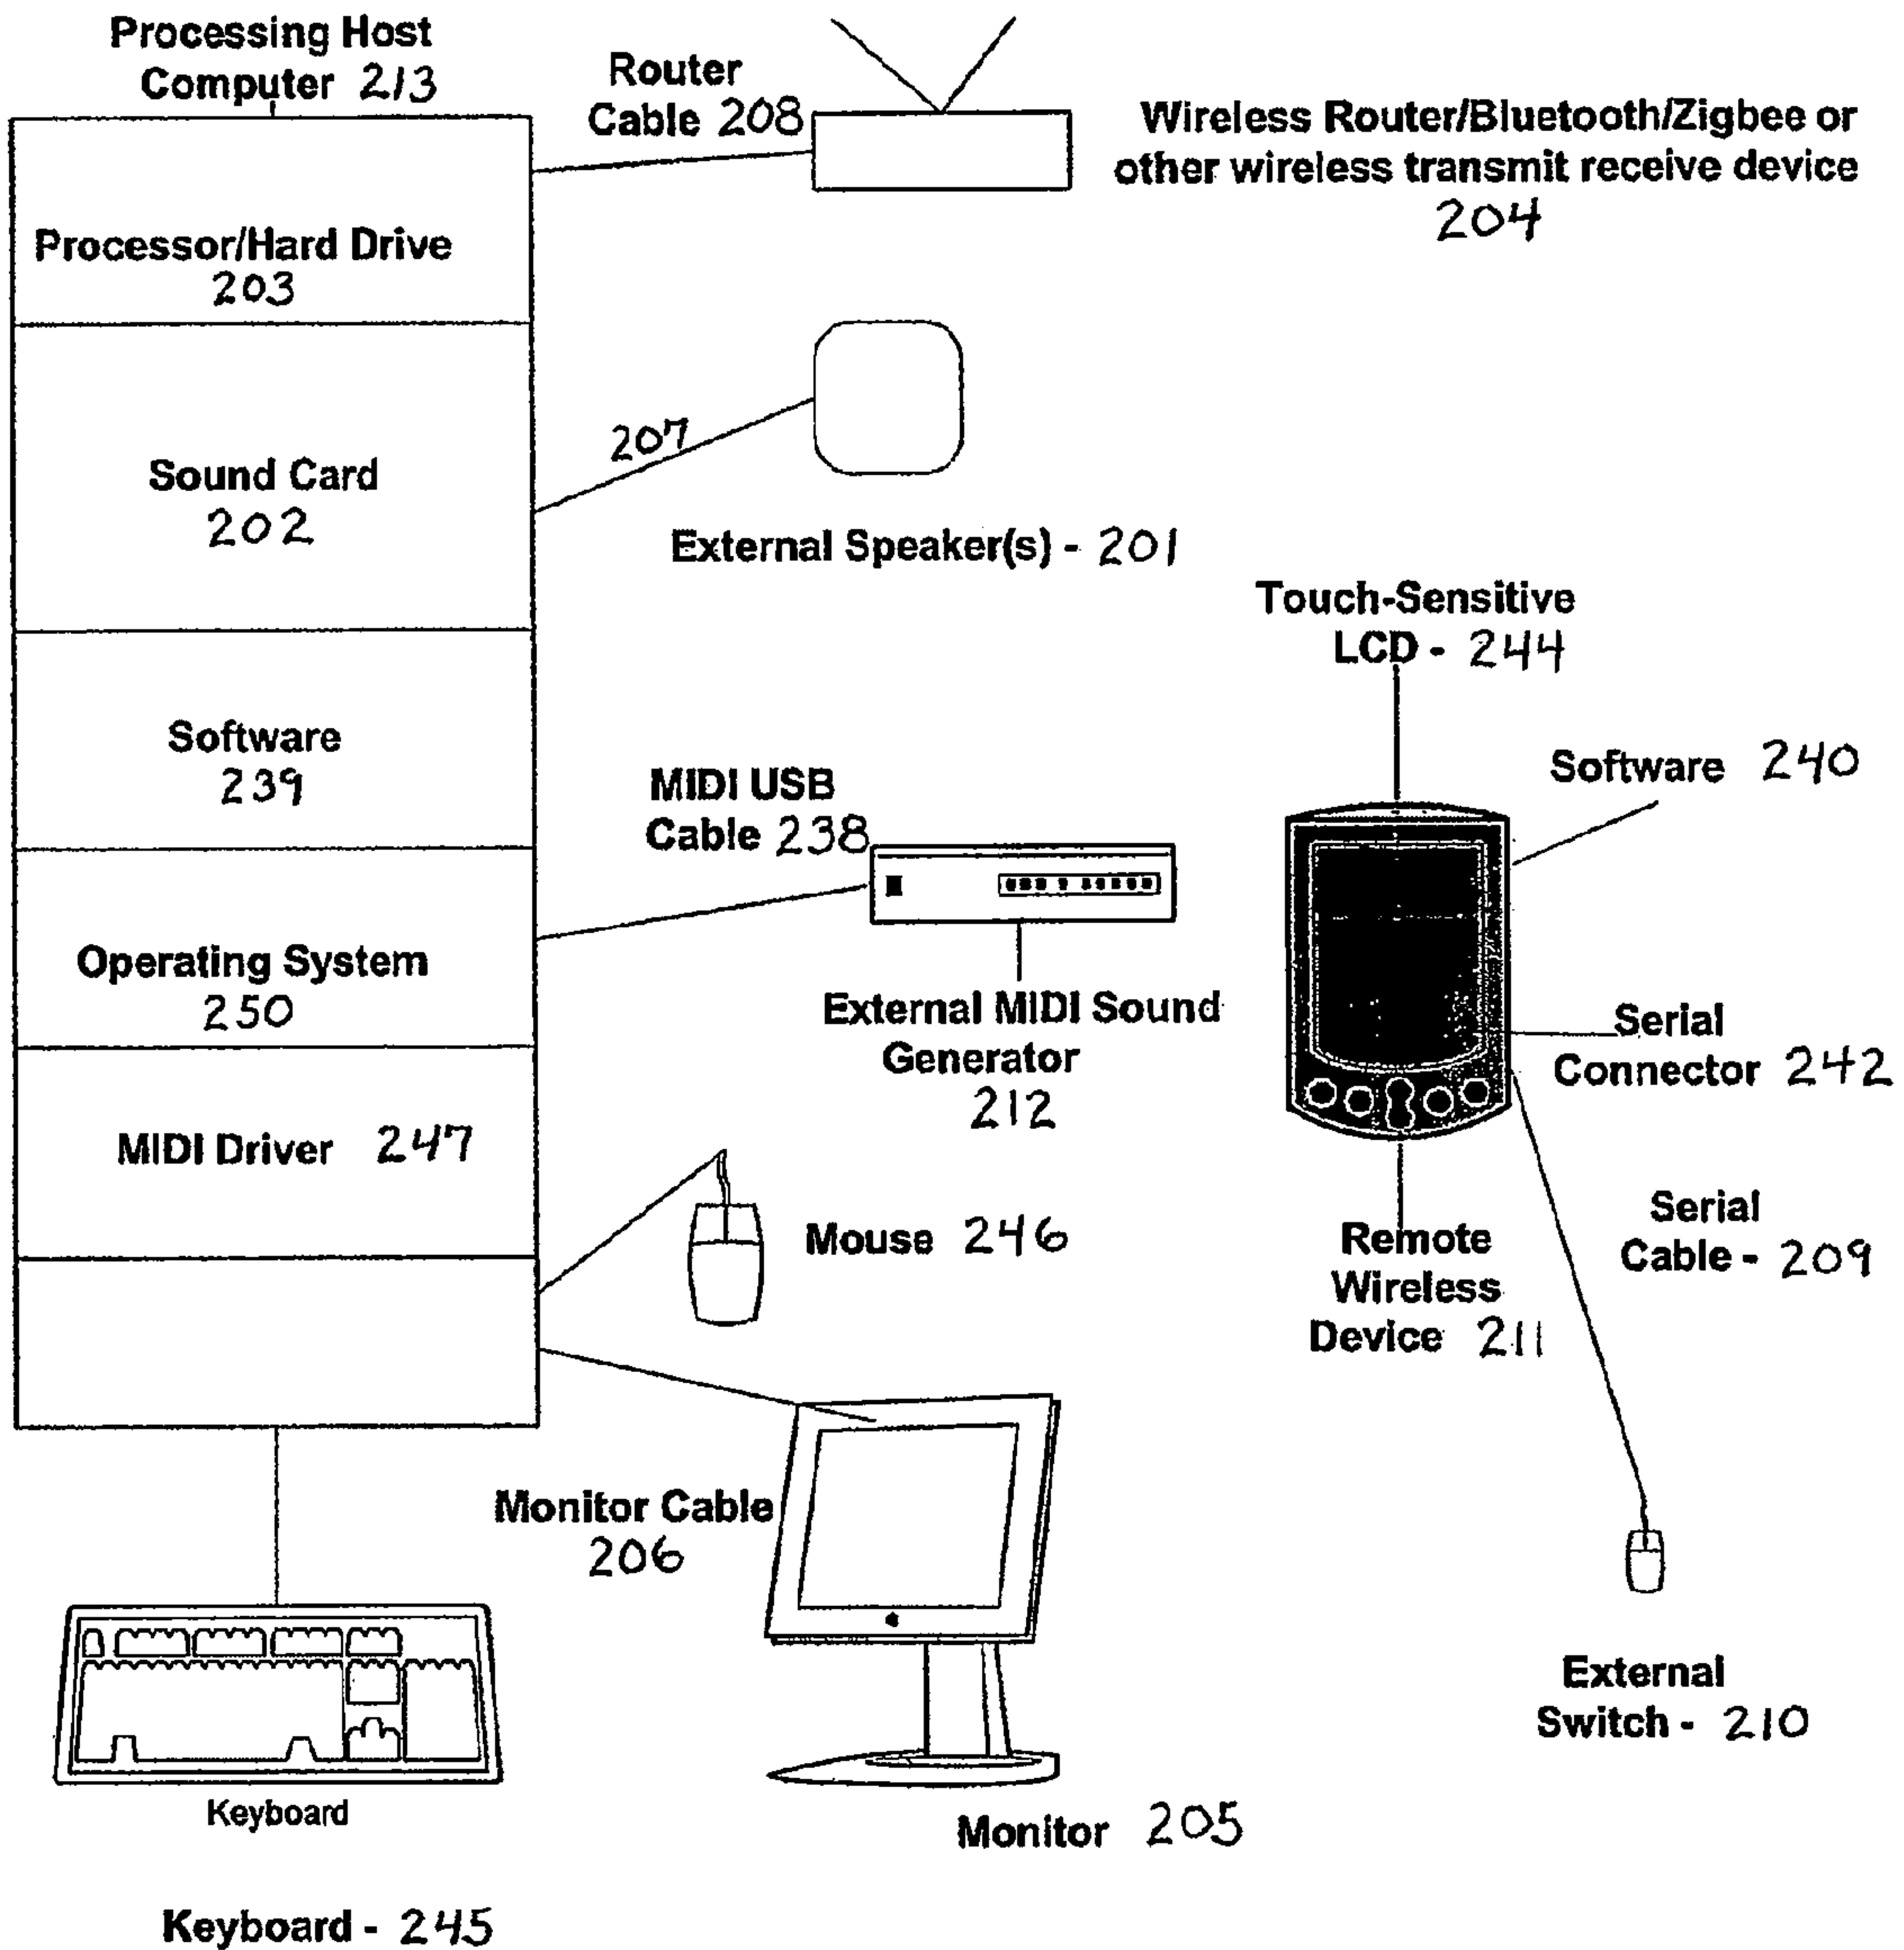 Processing Host
Computer 213
Router
Cable 208
Wireless Router/Bluetooth/Zigbee or
other wireless transmit receive device
204
Processor/Hard Drive
203
207
Sound Card
202
External Speaker(s) - 201
Touch-Sensitive
LCD - 244
Software
239
Software 240
MIDI USB
Cable 238
Operating System
250
External MIDI Sound
Generator
212
Serial
Connector 242
MIDI Driver 247
Mouse 246
Remote
Wireless
Device 211
Serial
Cable - 209
Monitor Cable
206
External
Switch - 210
Keyboard
Monitor 205
Keyboard - 245